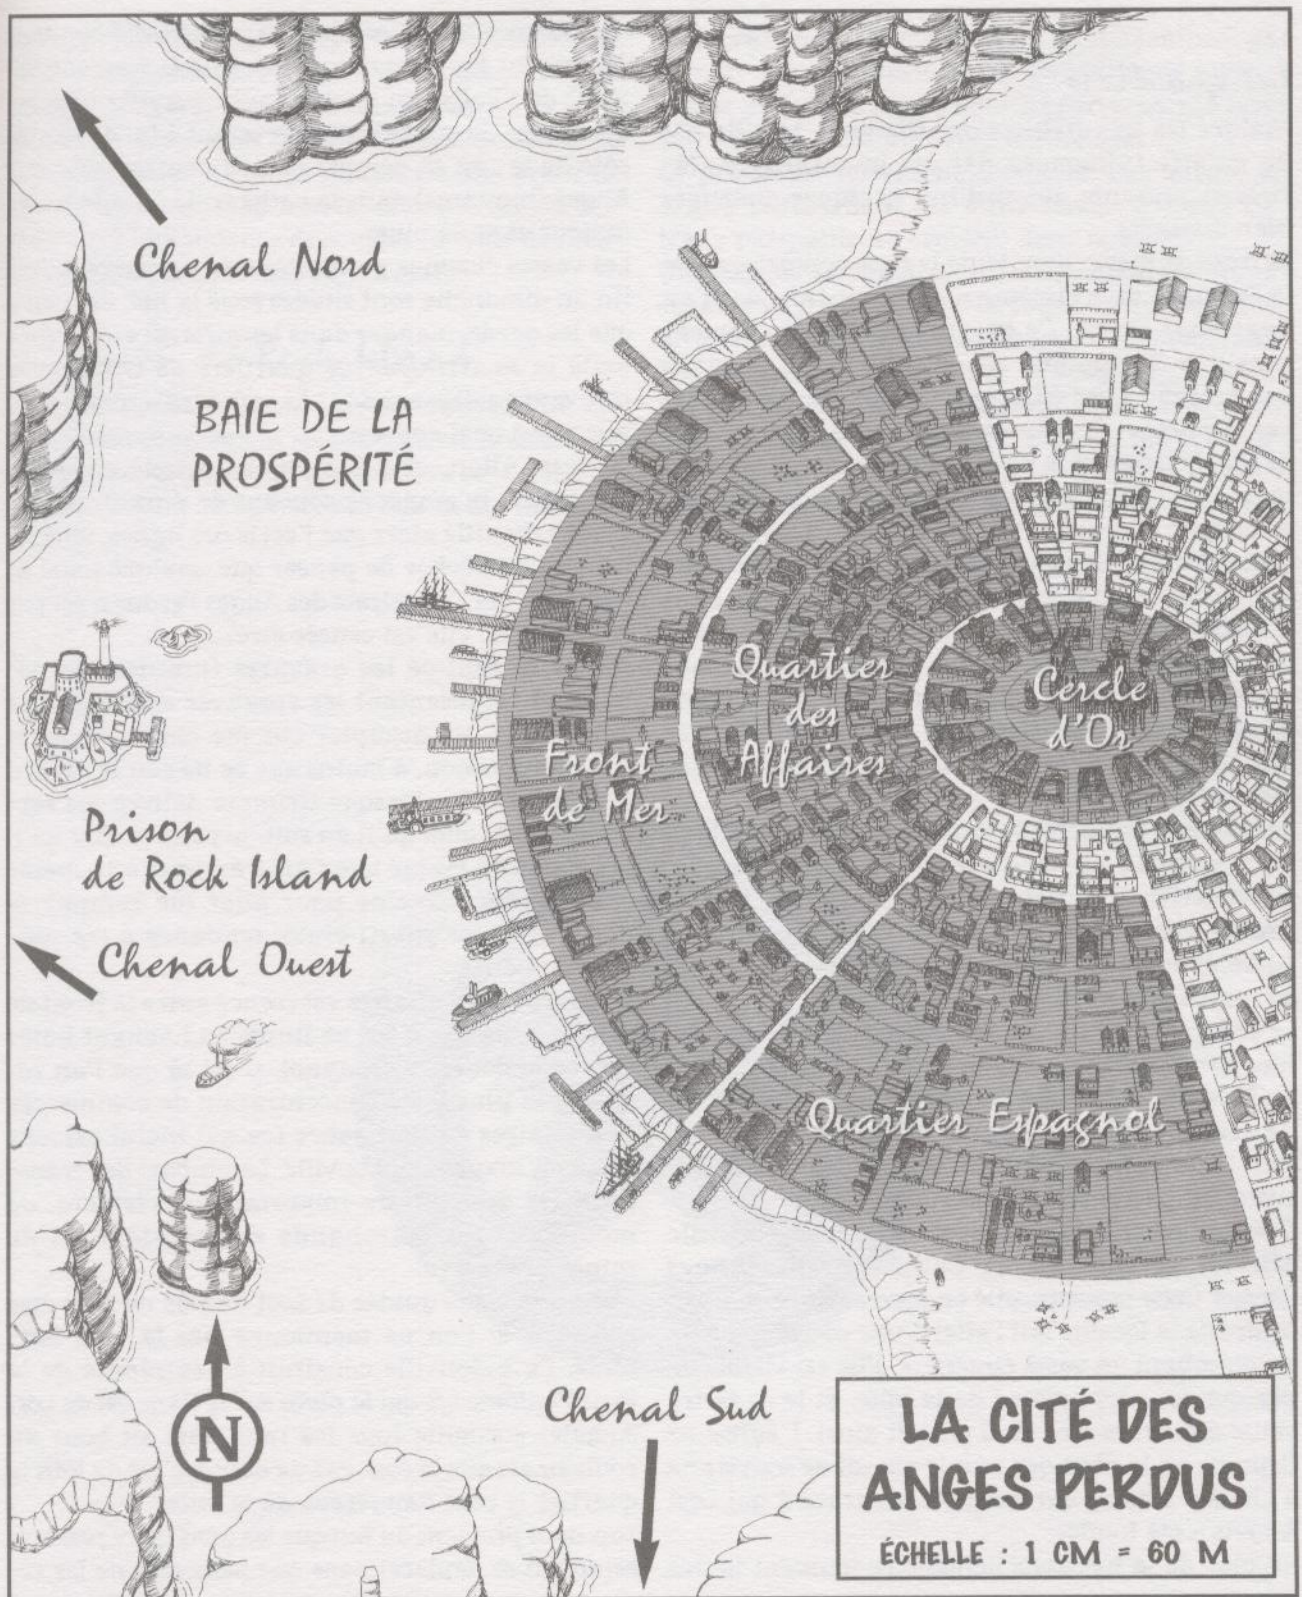 Chenal Nord
BAIE DE LA
PROSPÉRITÉ
Quartier
des
Affaires
Cercle
d'Or
Front
de Mer
Prison
de Rock Island
Chenal Ouest
Quartier Espagnol
N
Chenal Sud
LA CITÉ DES
ANGES PERDUS
ÉCHELLE : 1 CM = 60 M